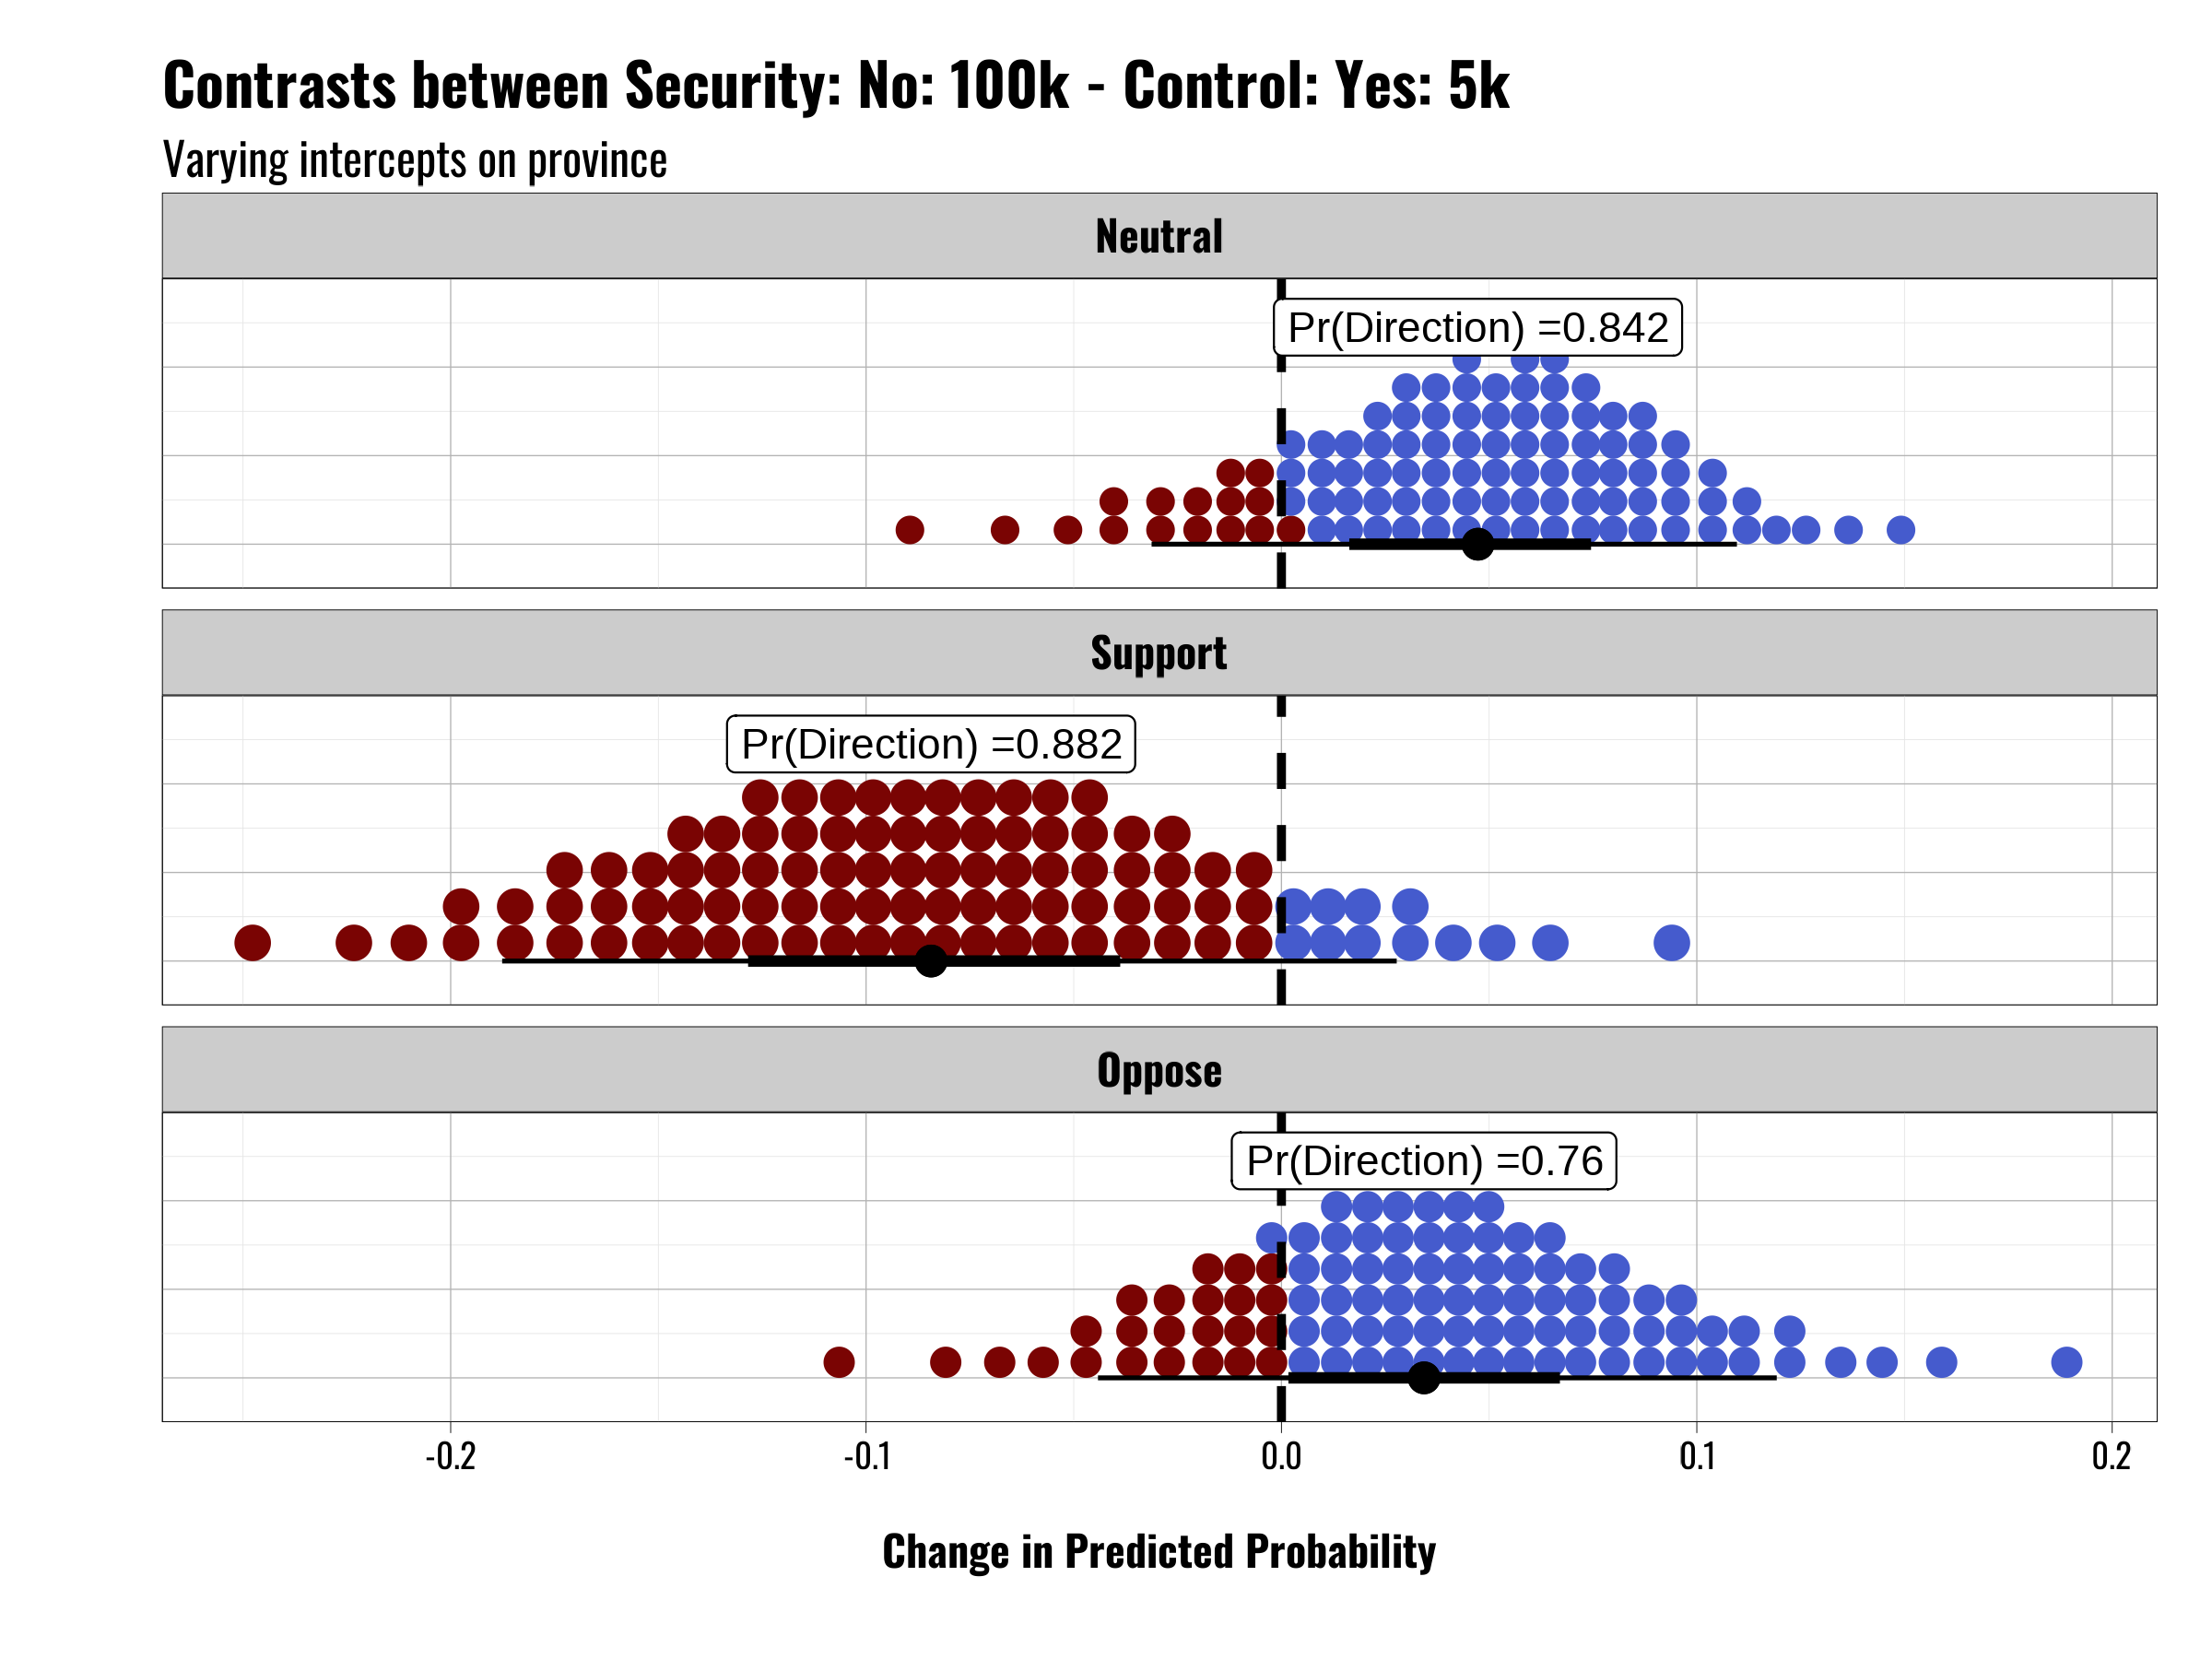 Contrasts between Security: No: 100k - Control: Yes: 5k
Varying intercepts on province
Neutral
Pr(Direction) =0.842
Support
Pr(Direction) =0.882
Oppose
Pr(Direction) =0.76
-0.2 -0.1 0.0 0.1 0.2
Change in Predicted Probability